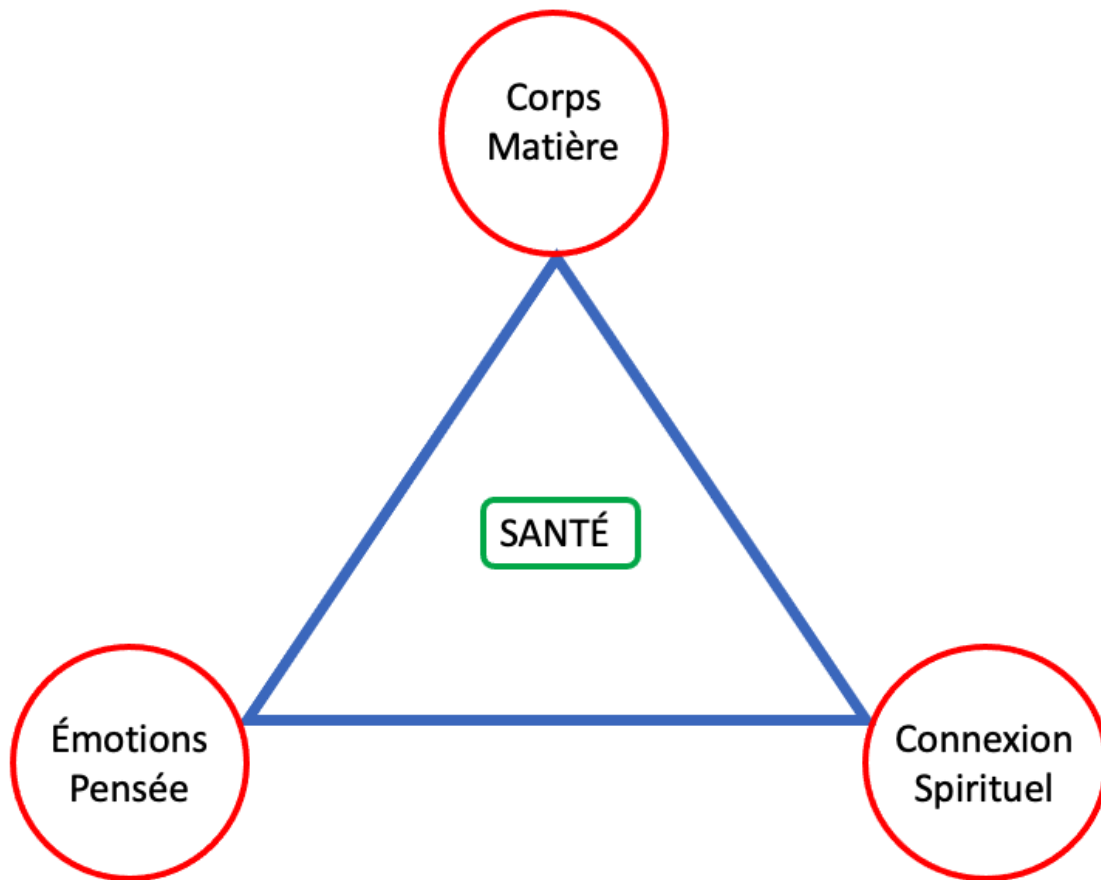 Corps
Matière
SANTÉ
Émotions
Pensée
Connexion
Spirituel